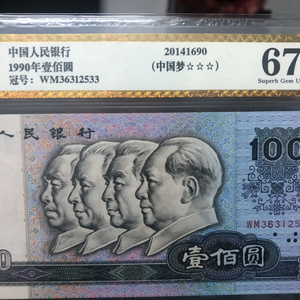 中国人民银行
20141690
67
1990年壹佰圆
(中国梦☆☆☆)
Superb Gem U
冠号：WM36312533
人民银行
100
WM363125
壹佰圆
0